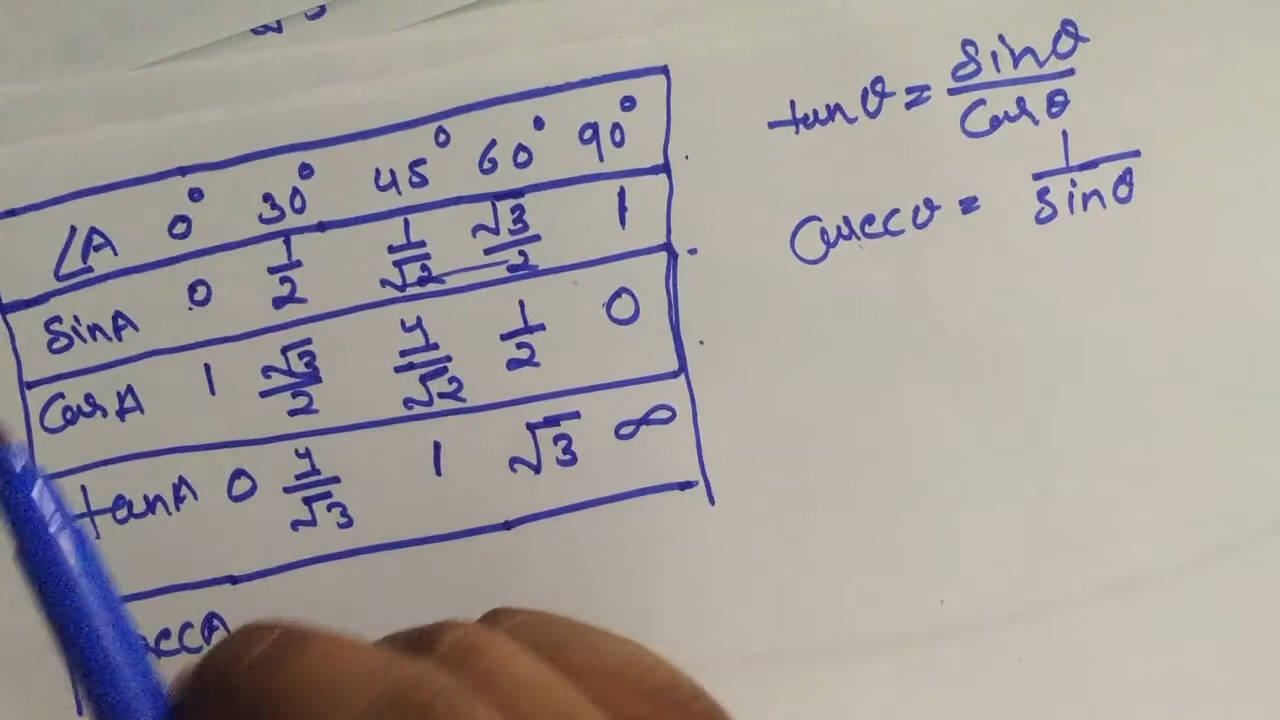 ∠A 0° 30° 45° 60° 90°
sinA 0 1/2 1/√2 √3/2 1
cosA 1 √3/2 1/√2 1/2 0
tanA 0 1/√3 1 √3 ∞
tanθ = sinθ/cosθ
cosecθ = 1/sinθ